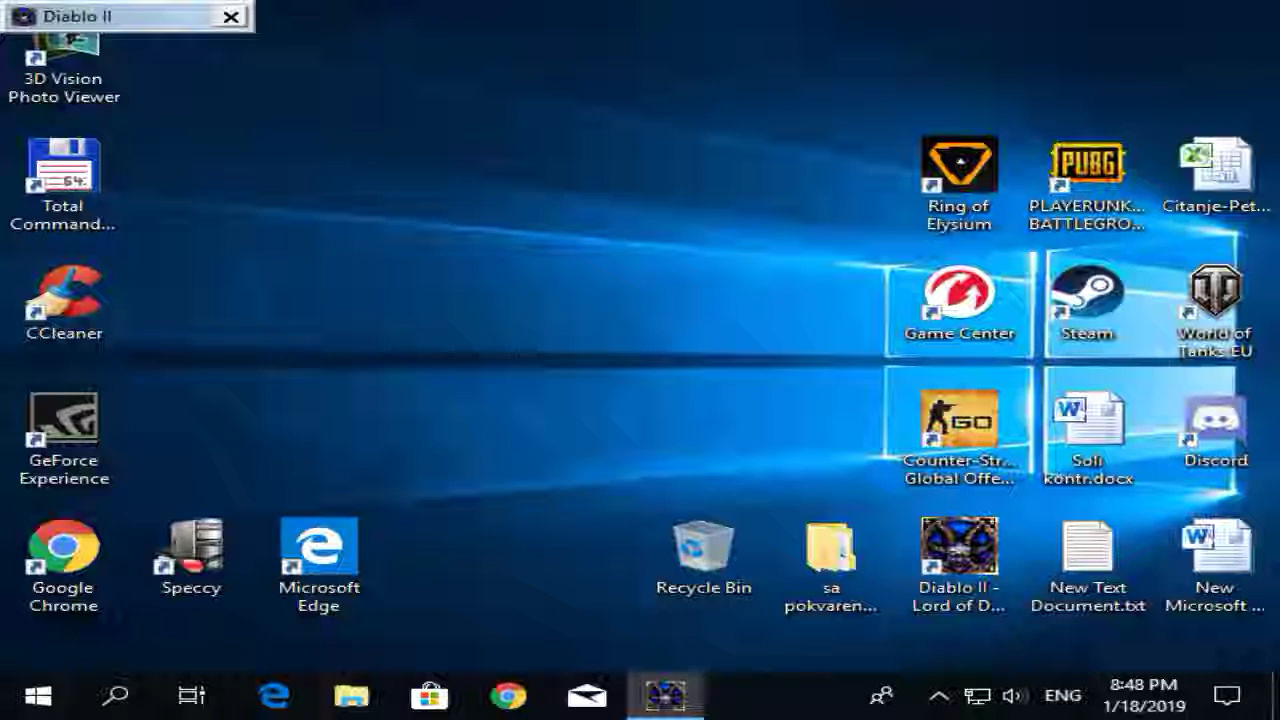 Diablo II
3D Vision
Photo Viewer
64
Total
Command...
CCleaner
GeForce
Experience
Google
Chrome
Speccy
Microsoft
Edge
Recycle Bin
sa
pokvaren...
Ring of
Elysium
PUBG
PLAYERUNK...
BATTLEGRO...
Citanje-Pet...
Game Center
Steam
World of
Tanks EU
GO
Counter-Str...
Global Offe...
W
Soli
kontr.docx
Discord
Diablo II -
Lord of D...
New Text
Document.txt
W
New
Microsoft ...
ENG
8:48 PM
1/18/2019